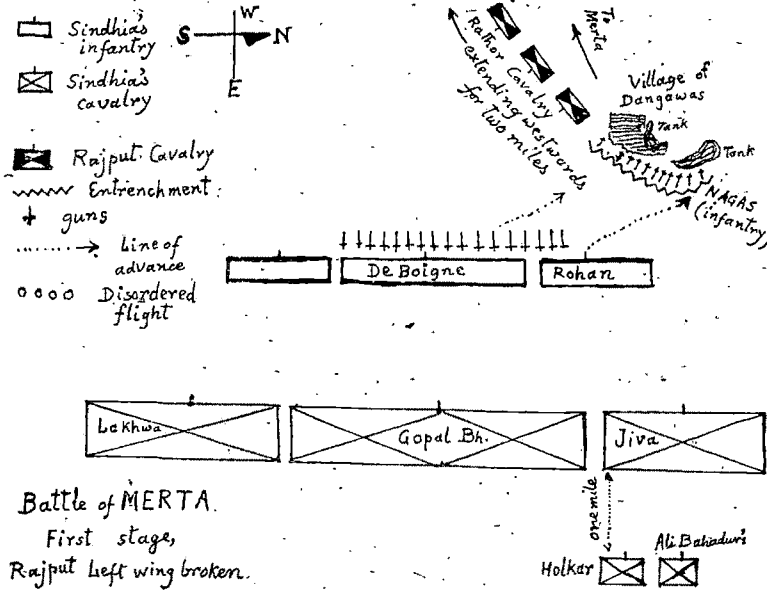 Sindhia's
infantry
Sindhia's
cavalry
Rajput Cavalry
Entrenchment:
guns
Line of
advance
Disordered
flight
W
S
N
E
Rathor Cavalry
extending westwards
for two miles
To
Merta
Village of
Dangawas
Tank
Tank
NAGAS
(infantry)
De Boigne
Rohan
Lakhwa
Gopal Bh.
Jiva
one mile
Holkar
Ali Bahadur's
Battle of MERTA.
First stage,
Rajput Left wing broken.